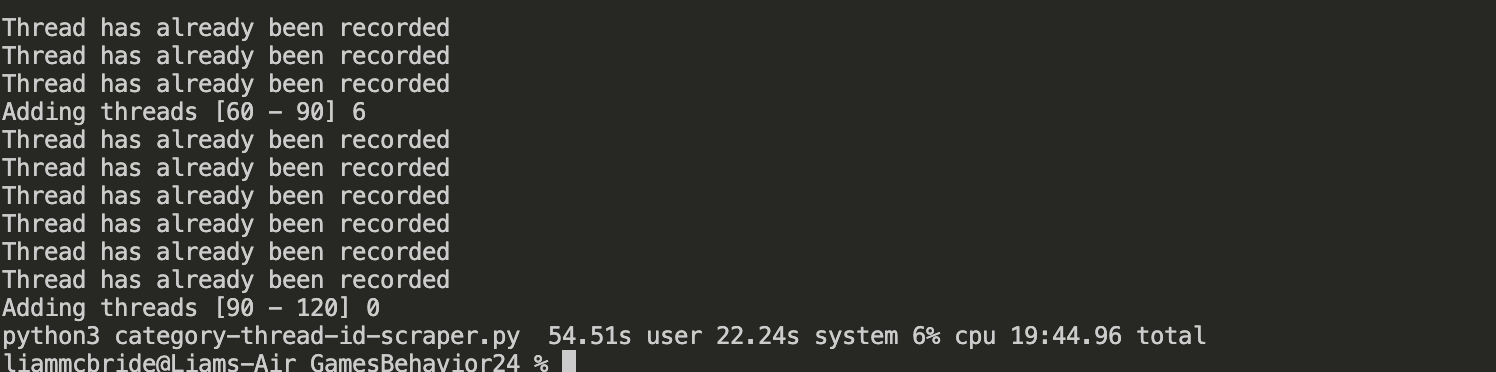 Thread has already been recorded
Thread has already been recorded
Thread has already been recorded
Adding threads [60 - 90] 6
Thread has already been recorded
Thread has already been recorded
Thread has already been recorded
Thread has already been recorded
Thread has already been recorded
Thread has already been recorded
Adding threads [90 - 120] 0
python3 category-thread-id-scraper.py  54.51s user 22.24s system 6% cpu 19:44.96 total
liammcbride@Liams-Air GamesBehavior24 %